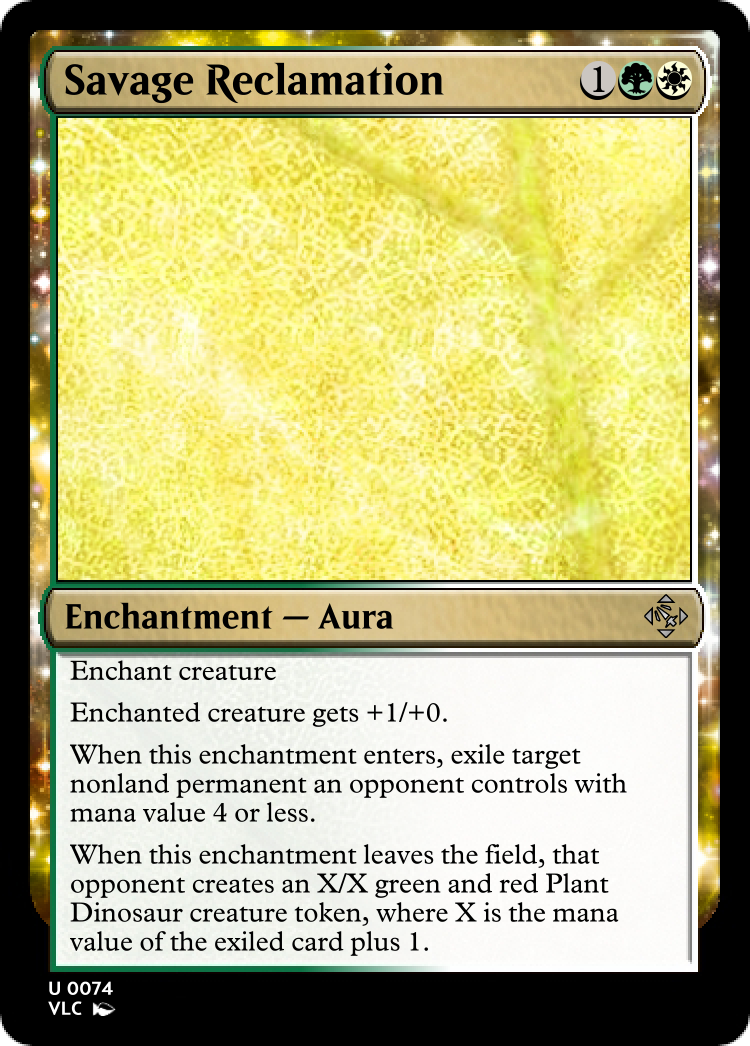 Savage Reclamation
1
Enchantment — Aura
Enchant creature
Enchanted creature gets +1/+0.
When this enchantment enters, exile target
nonland permanent an opponent controls with
mana value 4 or less.
When this enchantment leaves the field, that
opponent creates an X/X green and red Plant
Dinosaur creature token, where X is the mana
value of the exiled card plus 1.
U 0074
VLC